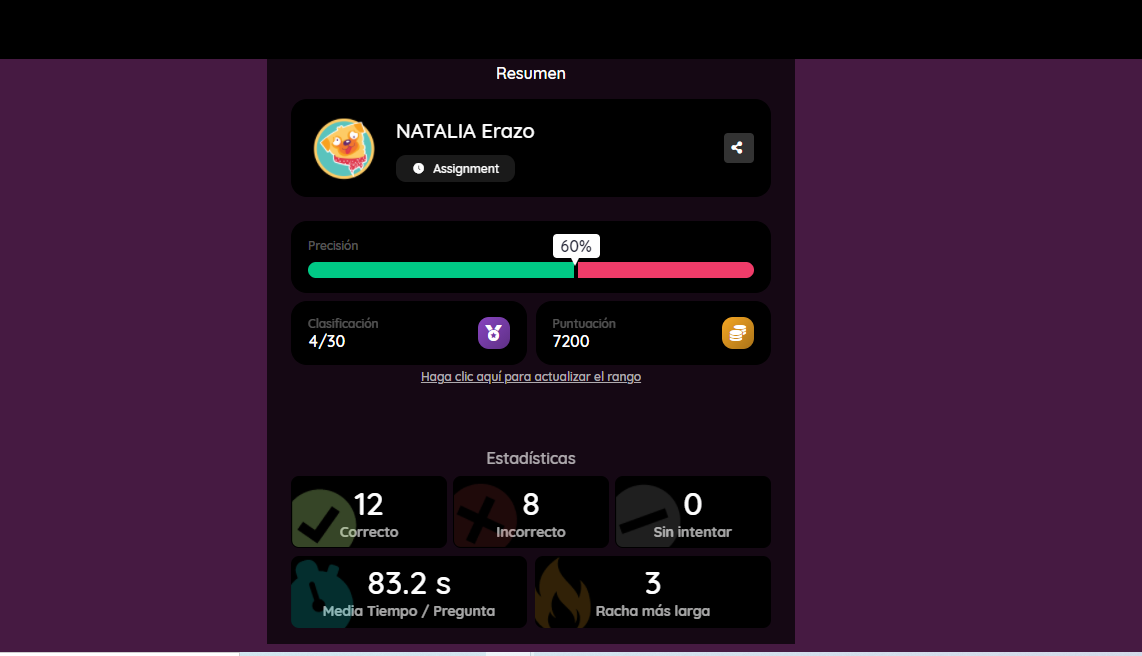 Resumen
NATALIA Erazo
Assignment
Precisión
60%
Clasificación
4/30
Puntuación
7200
Haga clic aquí para actualizar el rango
Estadísticas
12
Correcto
8
Incorrecto
0
Sin intentar
83.2 s
Media Tiempo / Pregunta
3
Racha más larga